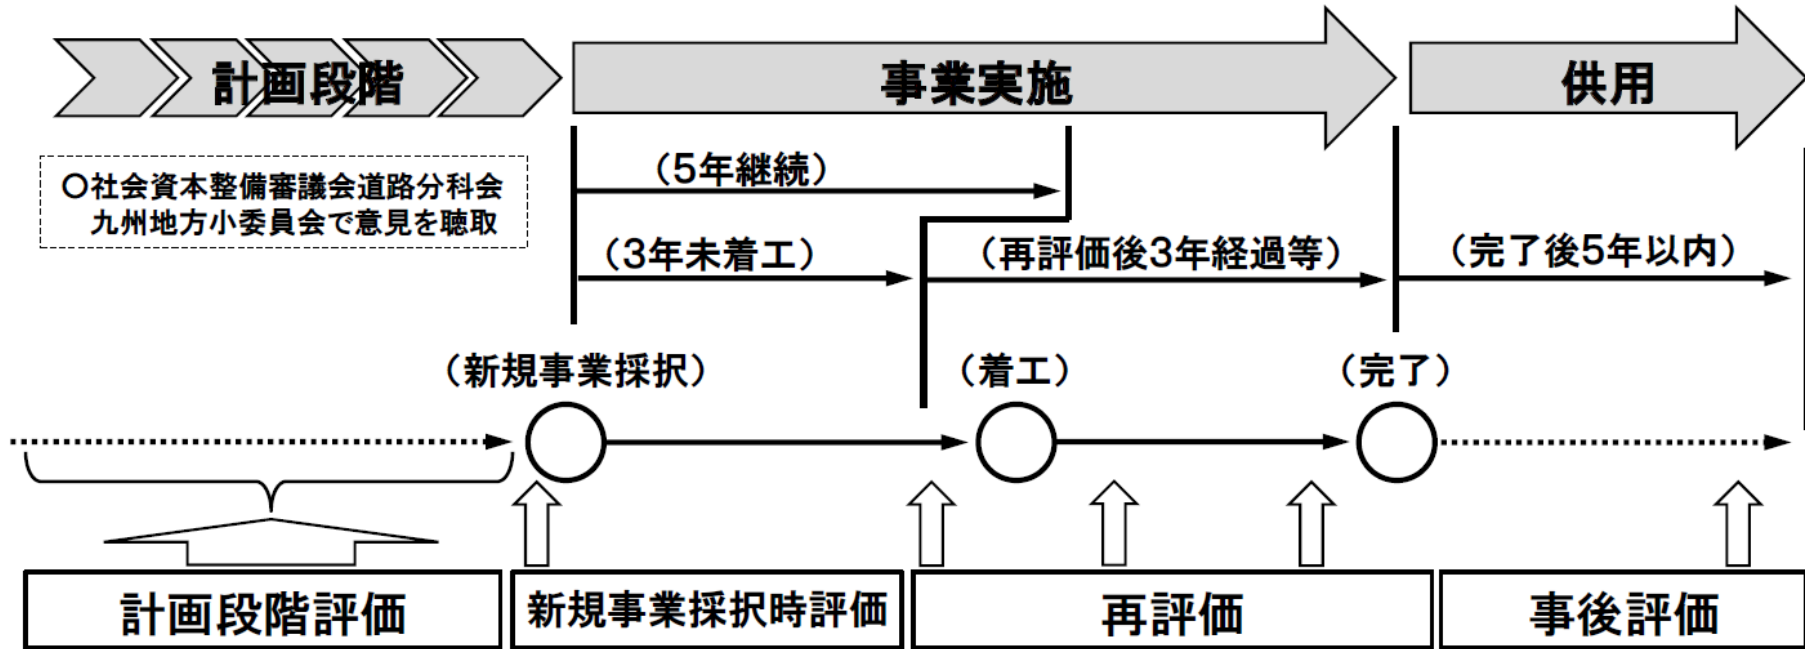 計画段階
事業実施
供用
〇社会資本整備審議会道路分科会
九州地方小委員会で意見を聴取
（5年継続）
（3年未着工）
（再評価後3年経過等）
（完了後5年以内）
（新規事業採択）
（着工）
（完了）
計画段階評価
新規事業採択時評価
再評価
事後評価